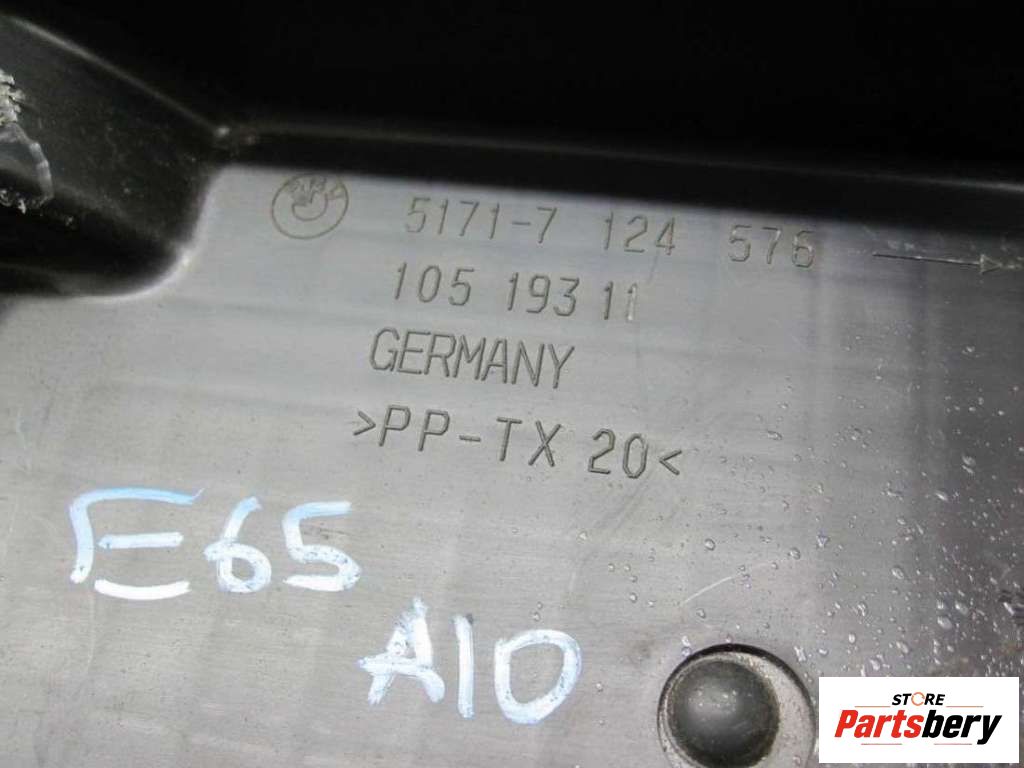 5171-7 124 576
105 193 11
GERMANY
>PP-TX 20<
E65
A10
STORE
Partsbery